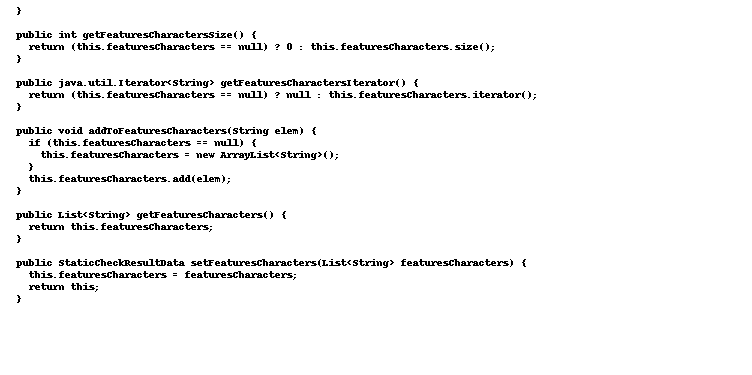 }
public int getFeaturesCharactersSize() {
return (this.featuresCharacters == null) ? 0 : this.featuresCharacters.size();
}
public java.util.Iterator<String> getFeaturesCharactersIterator() {
return (this.featuresCharacters == null) ? null : this.featuresCharacters.iterator();
}
public void addToFeaturesCharacters(String elem) {
if (this.featuresCharacters == null) {
this.featuresCharacters = new ArrayList<String>();
}
this.featuresCharacters.add(elem);
}
public List<String> getFeaturesCharacters() {
return this.featuresCharacters;
}
public StaticCheckResultData setFeaturesCharacters(List<String> featuresCharacters) {
this.featuresCharacters = featuresCharacters;
return this;
}